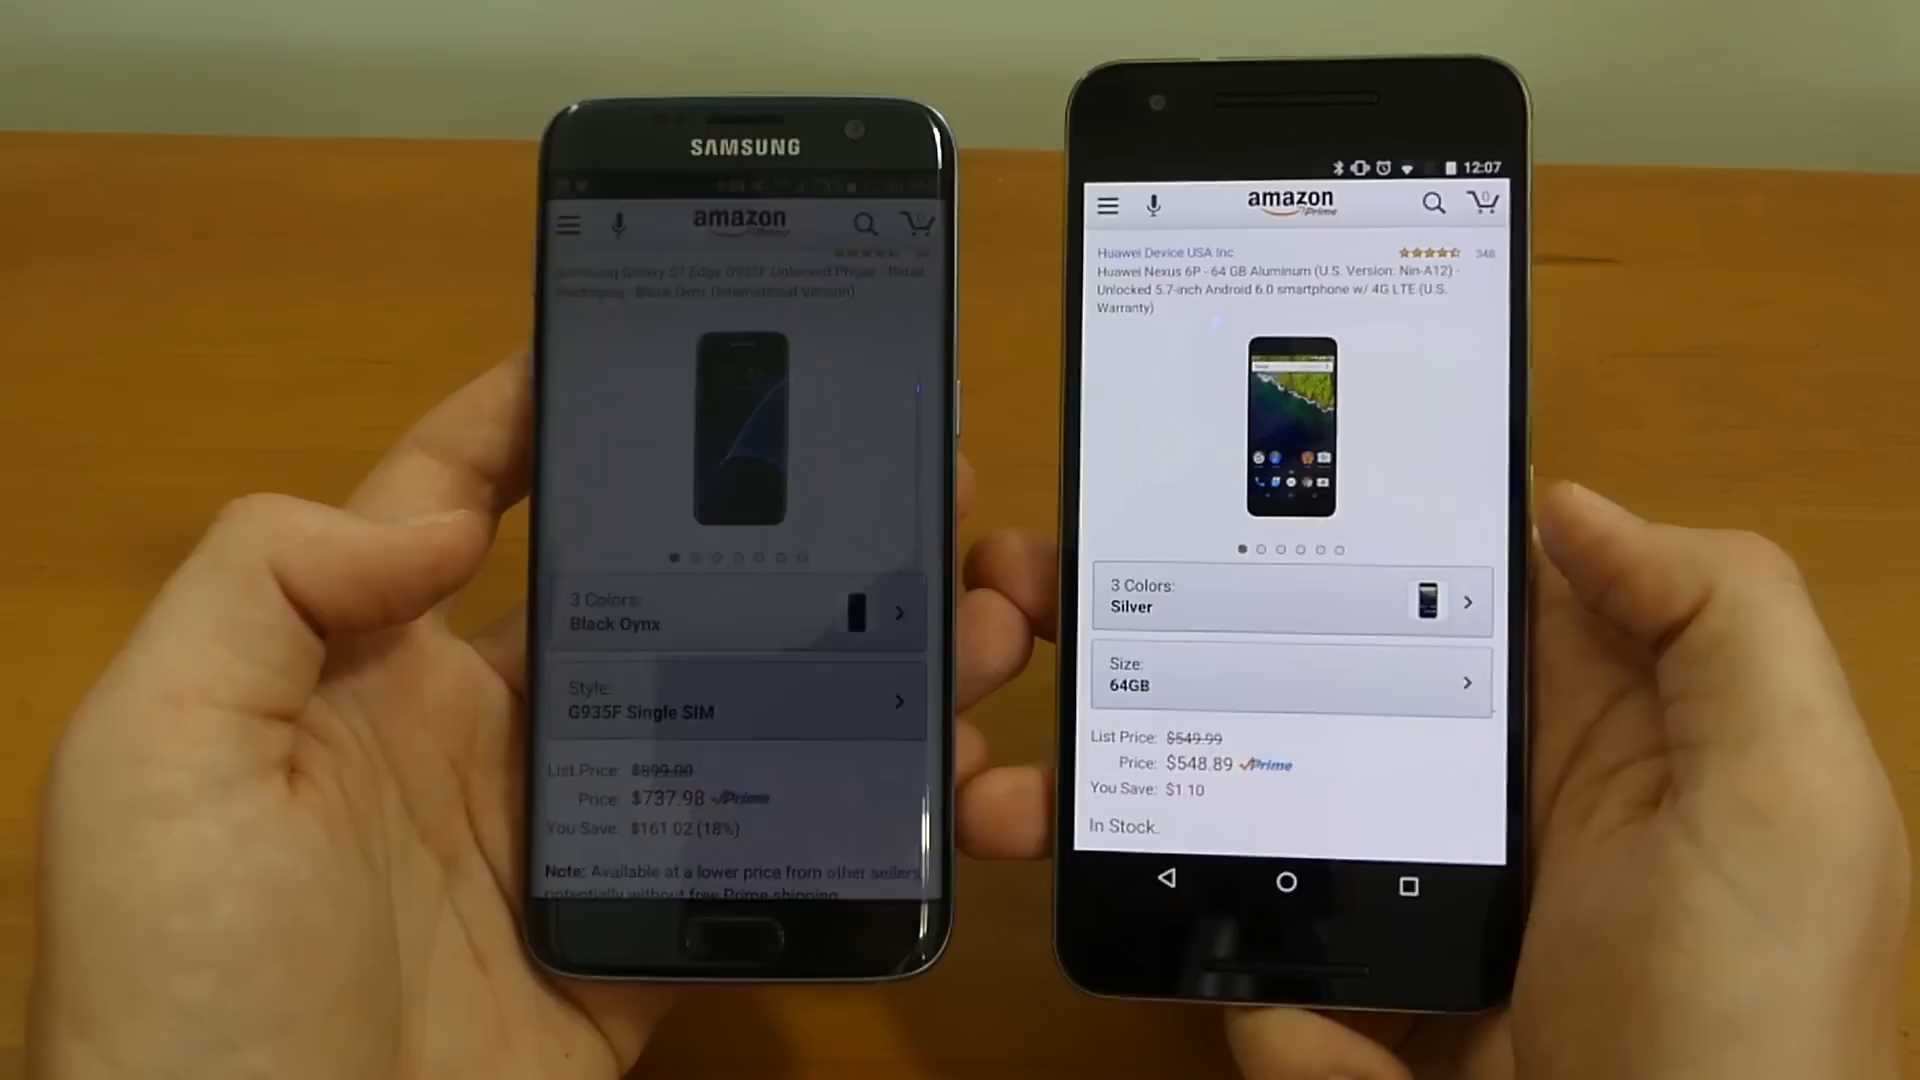 SAMSUNG
amazon
Prime
Samsung Galaxy S7 Edge G935F Unlocked Phone - Retail
Packaging - Black Oynx (International Version)
3 Colors:
Black Oynx
Style:
G935F Single SIM
List Price: $899.00
Price: $737.98 Prime
You Save: $161.02 (18%)
Note: Available at a lower price from other sellers,
potentially without free Prime shipping.
12:07
amazon
Prime
0
Huawei Device USA Inc
348
Huawei Nexus 6P - 64 GB Aluminum (U.S. Version: Nin-A12) -
Unlocked 5.7-inch Android 6.0 smartphone w/ 4G LTE (U.S.
Warranty)
3 Colors:
Silver
Size:
64GB
List Price: $549.99
Price: $548.89 Prime
You Save: $1.10
In Stock.